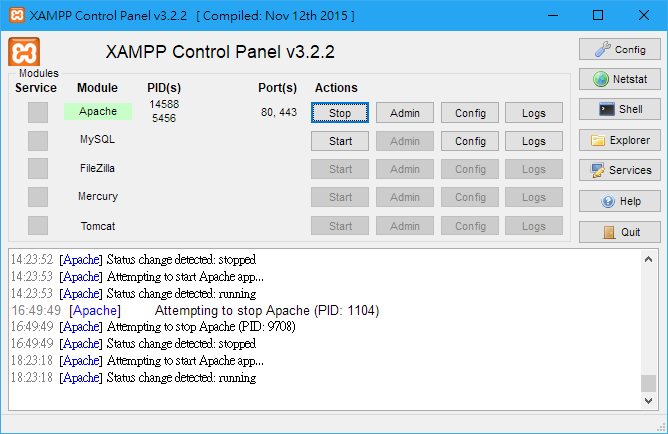 XAMPP Control Panel v3.2.2 [ Compiled: Nov 12th 2015 ]
XAMPP Control Panel v3.2.2
Config
Netstat
Shell
Explorer
Services
Help
Quit
Modules
Service Module PID(s) Port(s) Actions
Apache 14588 5456 80, 443 Stop Admin Config Logs
MySQL Start Admin Config Logs
FileZilla Start Admin Config Logs
Mercury Start Admin Config Logs
Tomcat Start Admin Config Logs
14:23:52 [Apache] Status change detected: stopped
14:23:53 [Apache] Attempting to start Apache app...
14:23:53 [Apache] Status change detected: running
16:49:49 [Apache] Attempting to stop Apache (PID: 1104)
16:49:49 [Apache] Attempting to stop Apache (PID: 9708)
16:49:49 [Apache] Status change detected: stopped
18:23:18 [Apache] Attempting to start Apache app...
18:23:18 [Apache] Status change detected: running